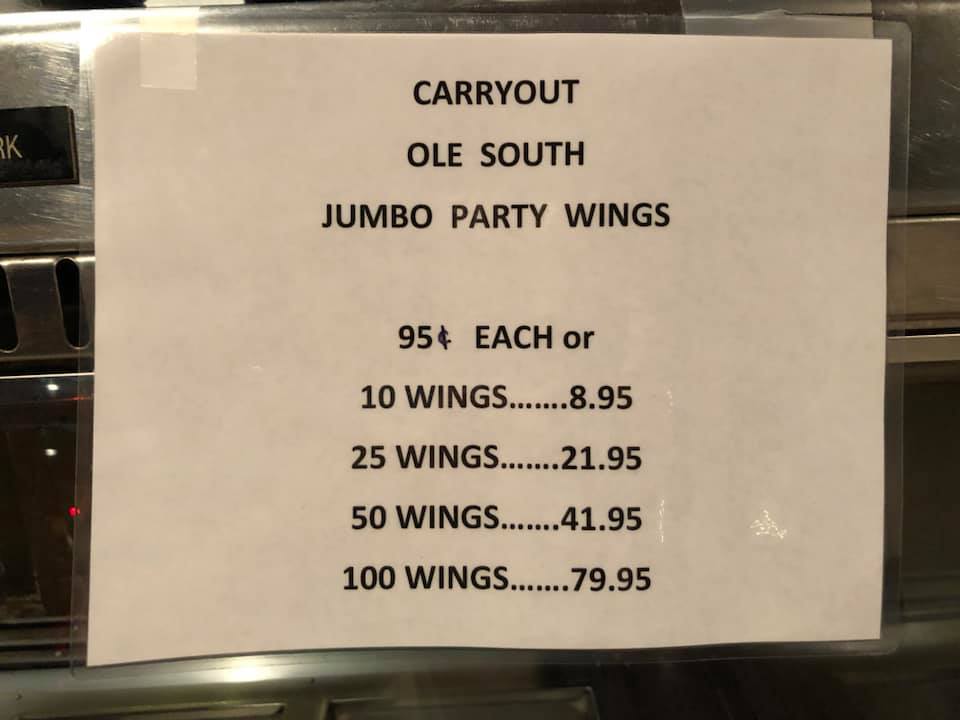 CARRYOUT
OLE SOUTH
JUMBO PARTY WINGS
95¢ EACH or
10 WINGS.......8.95
25 WINGS.......21.95
50 WINGS.......41.95
100 WINGS.......79.95